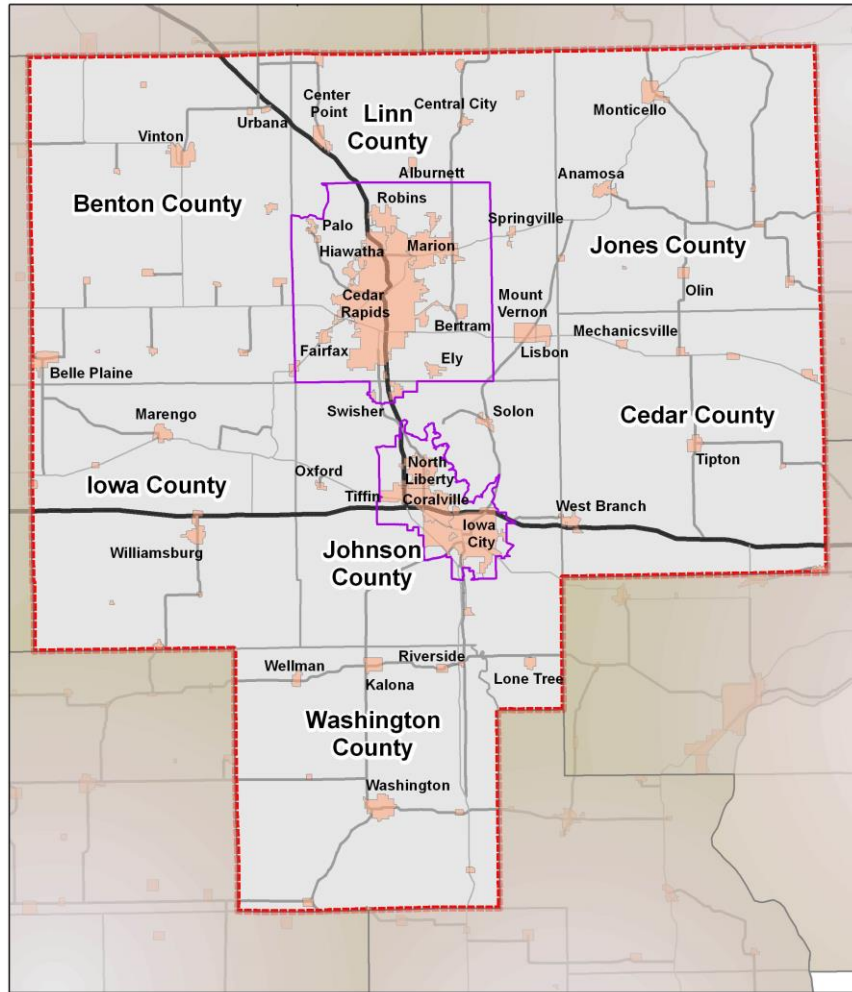 Center
Point
Linn
County
Central City
Monticello
Urbana
Vinton
Alburnett
Anamosa
Benton County
Robins
Palo
Springville
Hiawatha
Marion
Jones County
Cedar
Rapids
Mount
Vernon
Olin
Bertram
Mechanicsville
Fairfax
Lisbon
Ely
Belle Plaine
Swisher
Solon
Marengo
Cedar County
Oxford
North
Liberty
Tipton
Iowa County
Tiffin
Coralville
West Branch
Iowa
City
Williamsburg
Johnson
County
Wellman
Riverside
Kalona
Lone Tree
Washington
County
Washington